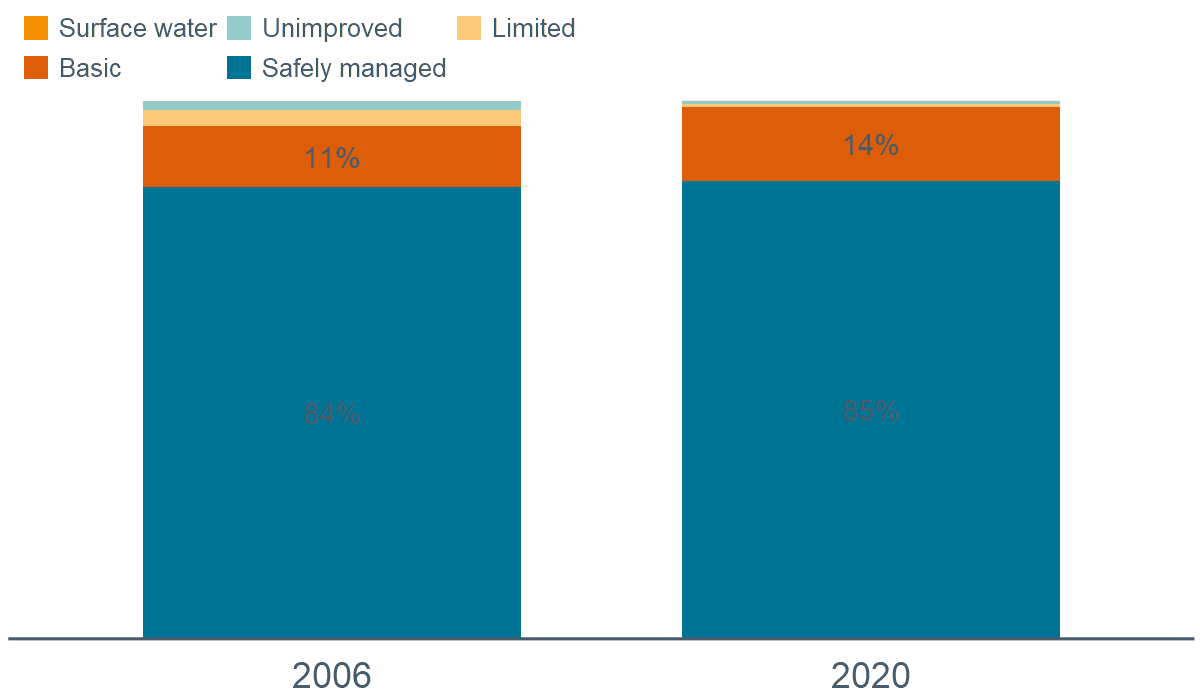 Surface water Unimproved Limited
Basic Safely managed
11%
14%
84%
85%
2006 2020